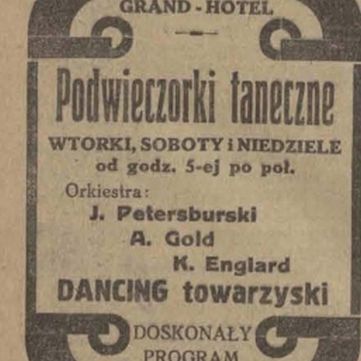 GRAND - HOTEL
Podwieczorki taneczne
WTORKI, SOBOTY i NIEDZIELE
od godz. 5-ej po poł.
Orkiestra:
J. Petersburski
A. Gold
K. Englard
DANCING towarzyski
DOSKONAŁY
PROGRAM